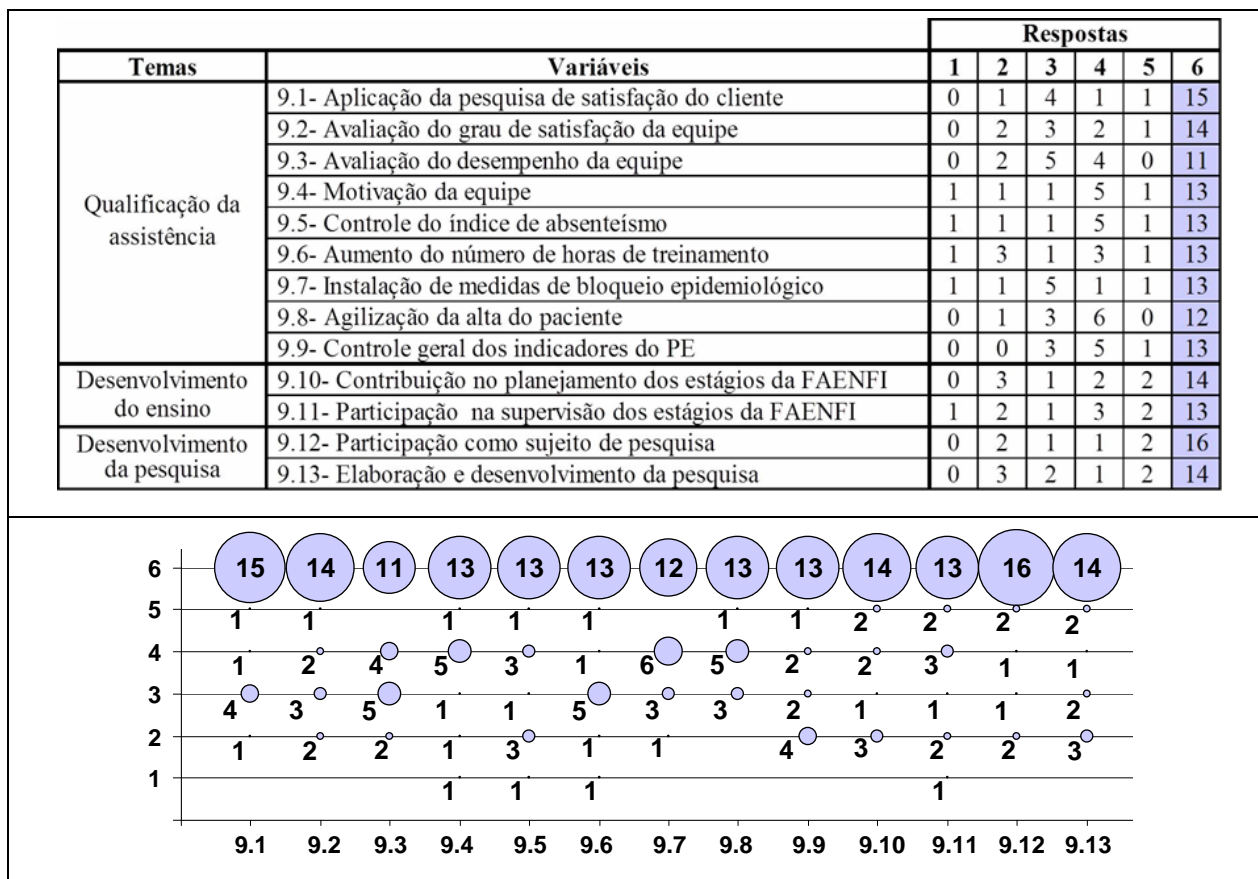 Respostas
Temas Variáveis 1 2 3 4 5 6
Qualificação da assistência
9.1- Aplicação da pesquisa de satisfação do cliente 0 1 4 1 1 15
9.2- Avaliação do grau de satisfação da equipe 0 2 3 2 1 14
9.3- Avaliação do desempenho da equipe 0 2 5 4 0 11
9.4- Motivação da equipe 1 1 1 5 1 13
9.5- Controle do índice de absenteísmo 1 1 1 5 1 13
9.6- Aumento do número de horas de treinamento 1 3 1 3 1 13
9.7- Instalação de medidas de bloqueio epidemiológico 1 1 5 1 1 13
9.8- Agilização da alta do paciente 0 1 3 6 0 12
9.9- Controle geral dos indicadores do PE 0 0 3 5 1 13
Desenvolvimento do ensino
9.10- Contribuição no planejamento dos estágios da FAENFI 0 3 1 2 2 14
9.11- Participação na supervisão dos estágios da FAENFI 1 2 1 3 2 13
Desenvolvimento da pesquisa
9.12- Participação como sujeito de pesquisa 0 2 1 1 2 16
9.13- Elaboração e desenvolvimento da pesquisa 0 3 2 1 2 14
6 15 14 11 13 13 13 12 13 13 14 13 16 14
5 1 1 1 1 1 1 1 2 2 2 2
4 1 2 4 5 3 1 6 5 2 2 3 1 1
3 4 3 5 1 1 5 3 3 2 1 1 1 2
2 1 2 2 1 3 1 1 4 3 2 2 3
1 1 1 1 1
9.1 9.2 9.3 9.4 9.5 9.6 9.7 9.8 9.9 9.10 9.11 9.12 9.13